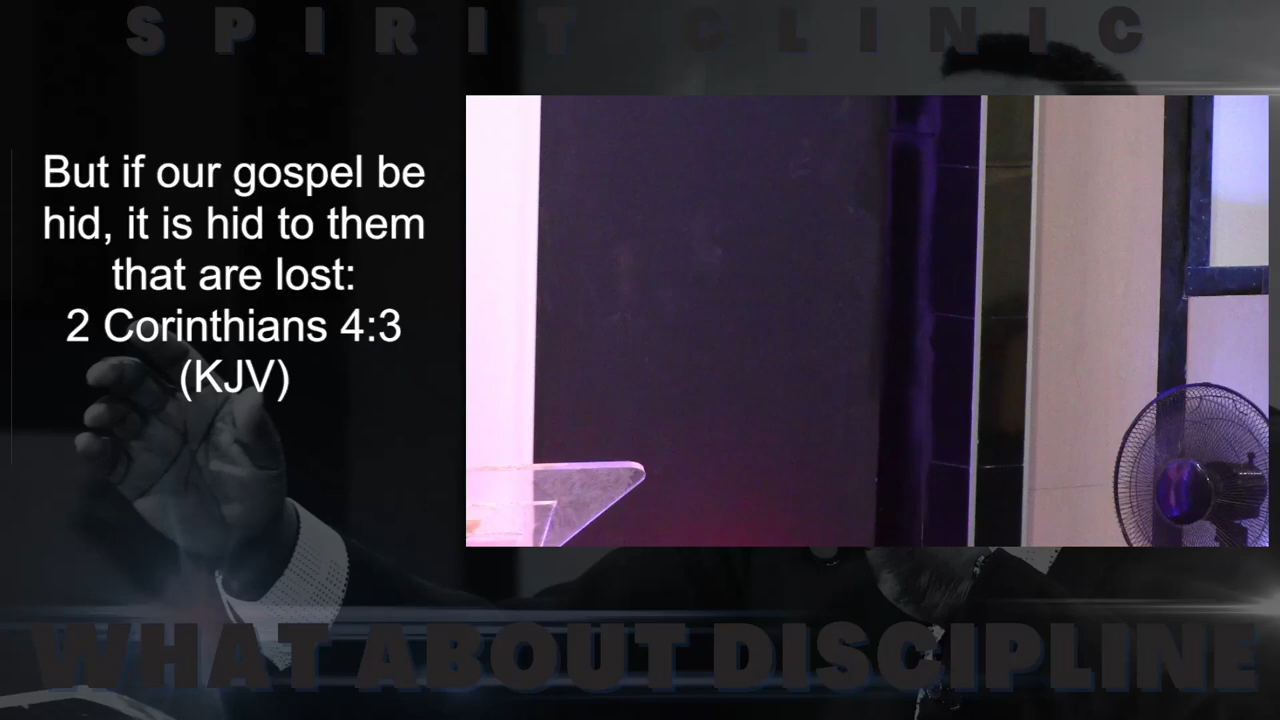 SPIRIT CLINIC
But if our gospel be
hid, it is hid to them
that are lost:
2 Corinthians 4:3
(KJV)
WHAT ABOUT DISCIPLINE